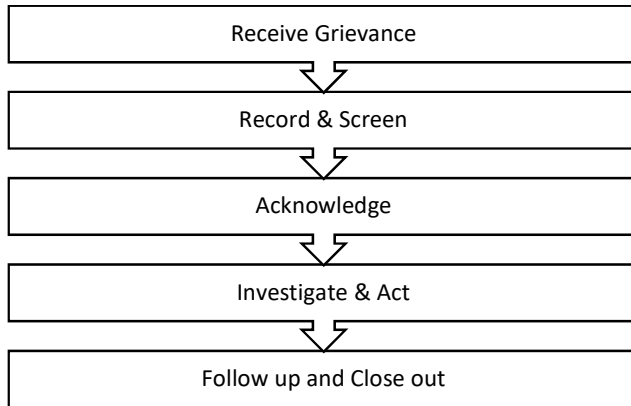 Receive Grievance
Record & Screen
Acknowledge
Investigate & Act
Follow up and Close out